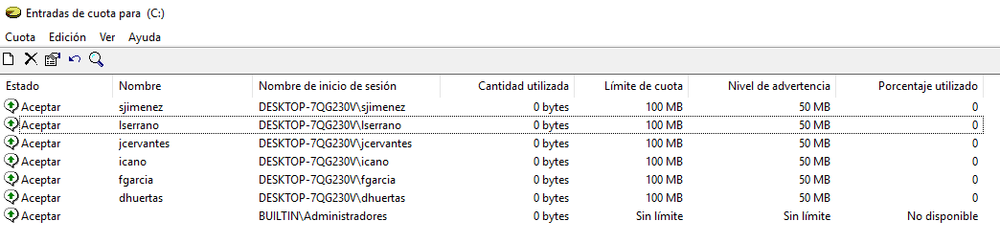 Entradas de cuota para (C:)
Cuota Edición Ver Ayuda
Estado Nombre Nombre de inicio de sesión Cantidad utilizada Límite de cuota Nivel de advertencia Porcentaje utilizado
Aceptar sjimenez DESKTOP-7QG230V\sjimenez 0 bytes 100 MB 50 MB 0
Aceptar lserrano DESKTOP-7QG230V\lserrano 0 bytes 100 MB 50 MB 0
Aceptar jcervantes DESKTOP-7QG230V\jcervantes 0 bytes 100 MB 50 MB 0
Aceptar icano DESKTOP-7QG230V\icano 0 bytes 100 MB 50 MB 0
Aceptar fgarcia DESKTOP-7QG230V\fgarcia 0 bytes 100 MB 50 MB 0
Aceptar dhuertas DESKTOP-7QG230V\dhuertas 0 bytes 100 MB 50 MB 0
Aceptar BUILTIN\Administradores 0 bytes Sin límite Sin límite No disponible